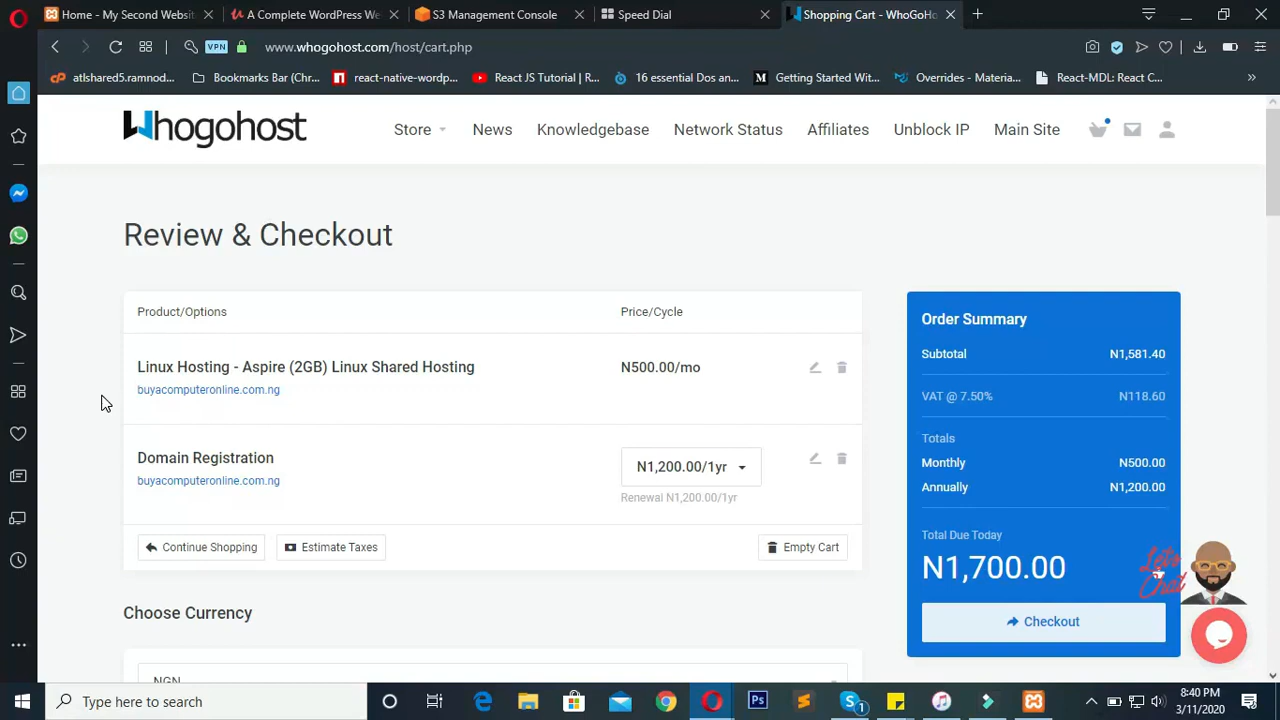 Home - My Second Websit
A Complete WordPress We
S3 Management Console
Speed Dial
Shopping Cart - WhoGoHo
VPN
www.whogohost.com/host/cart.php
atlshared5.ramnod...
Bookmarks Bar (Chr...
react-native-wordp...
React JS Tutorial | R...
16 essential Dos an...
Getting Started Wit...
Overrides - Materia...
React-MDL: React C...
Whogohost
Store
News
Knowledgebase
Network Status
Affiliates
Unblock IP
Main Site
Review & Checkout
Product/Options
Price/Cycle
Linux Hosting - Aspire (2GB) Linux Shared Hosting
N500.00/mo
buyacomputeronline.com.ng
Domain Registration
N1,200.00/1yr
buyacomputeronline.com.ng
Renewal N1,200.00/1yr
Continue Shopping
Estimate Taxes
Empty Cart
Choose Currency
NGN
Order Summary
Subtotal N1,581.40
VAT @ 7.50% N118.60
Totals
Monthly N500.00
Annually N1,200.00
Total Due Today
N1,700.00
Checkout
Lets
Chat
Type here to search
Ps
1
8:40 PM
3/11/2020